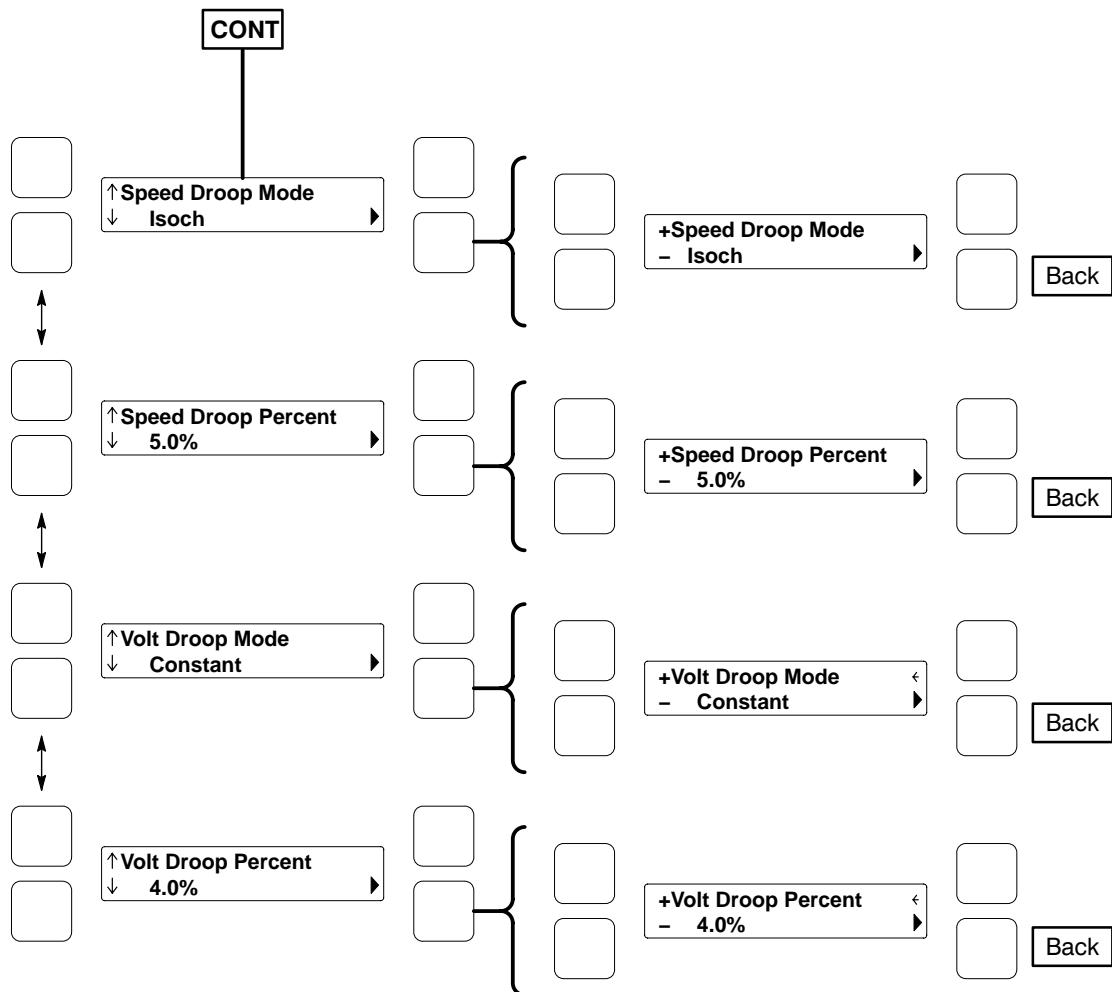 CONT
↑Speed Droop Mode
↓ Isoch
+Speed Droop Mode
– Isoch
Back
↑Speed Droop Percent
↓ 5.0%
+Speed Droop Percent
– 5.0%
Back
↑Volt Droop Mode
↓ Constant
+Volt Droop Mode ←
– Constant
Back
↑Volt Droop Percent
↓ 4.0%
+Volt Droop Percent ←
– 4.0%
Back